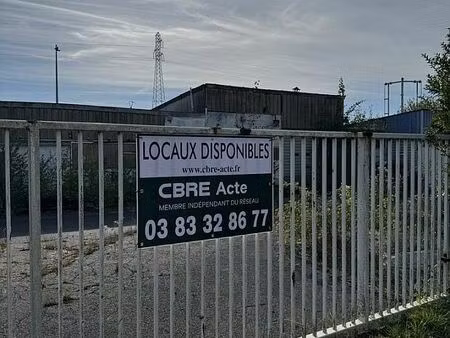 LOCAUX DISPONIBLES
www.cbre-acte.fr
CBRE Acte
MEMBRE INDÉPENDANT DU RÉSEAU
03 83 32 86 77